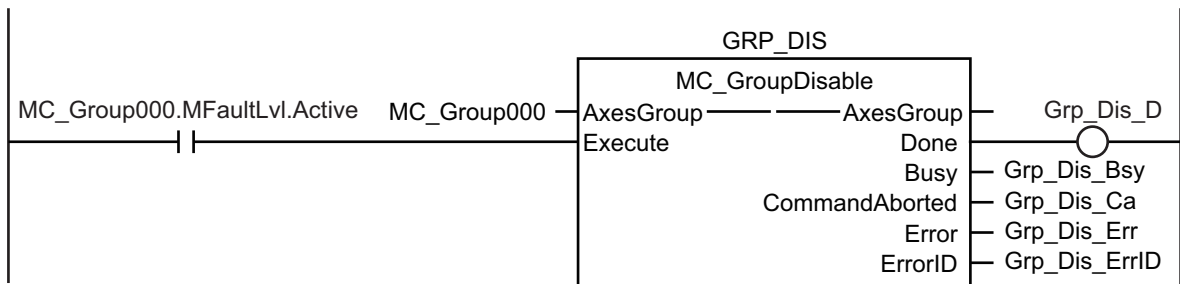 GRP_DIS
MC_GroupDisable
MC_Group000.MFaultLvl.Active MC_Group000 AxesGroup AxesGroup Grp_Dis_D
Execute Done
Busy Grp_Dis_Bsy
CommandAborted Grp_Dis_Ca
Error Grp_Dis_Err
ErrorID Grp_Dis_ErrID